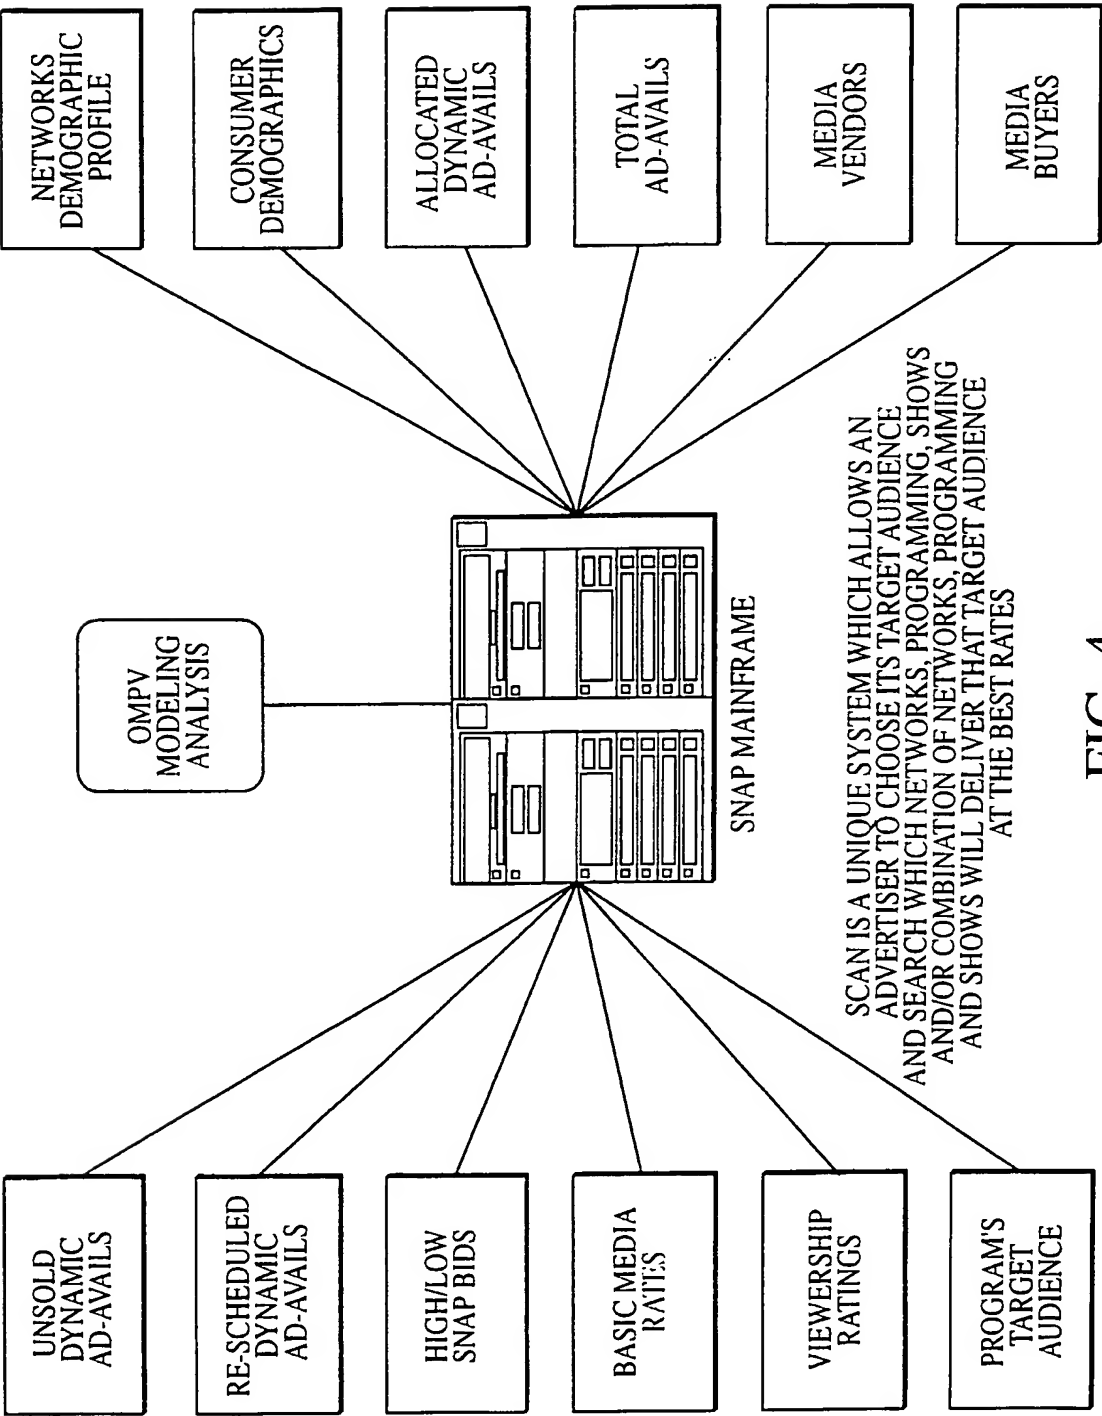 OMPV
MODELING
ANALYSIS
UNSOLD
DYNAMIC
AD-AVAILS
RE-SCHEDULED
DYNAMIC
AD-AVAILS
HIGH/LOW
SNAP BIDS
BASIC MEDIA
RATES
VIEWERSHIP
RATINGS
PROGRAM'S
TARGET
AUDIENCE
NETWORKS
DEMOGRAPHIC
PROFILE
CONSUMER
DEMOGRAPHICS
ALLOCATED
DYNAMIC
AD-AVAILS
TOTAL
AD-AVAILS
MEDIA
VENDORS
MEDIA
BUYERS
SNAP MAINFRAME
SCAN IS A UNIQUE SYSTEM WHICH ALLOWS AN
ADVERTISER TO CHOOSE ITS TARGET AUDIENCE
AND SEARCH WHICH NETWORKS, PROGRAMMING, SHOWS
AND/OR COMBINATION OF NETWORKS, PROGRAMMING
AND SHOWS WILL DELIVER THAT TARGET AUDIENCE
AT THE BEST RATES
FIG. 4